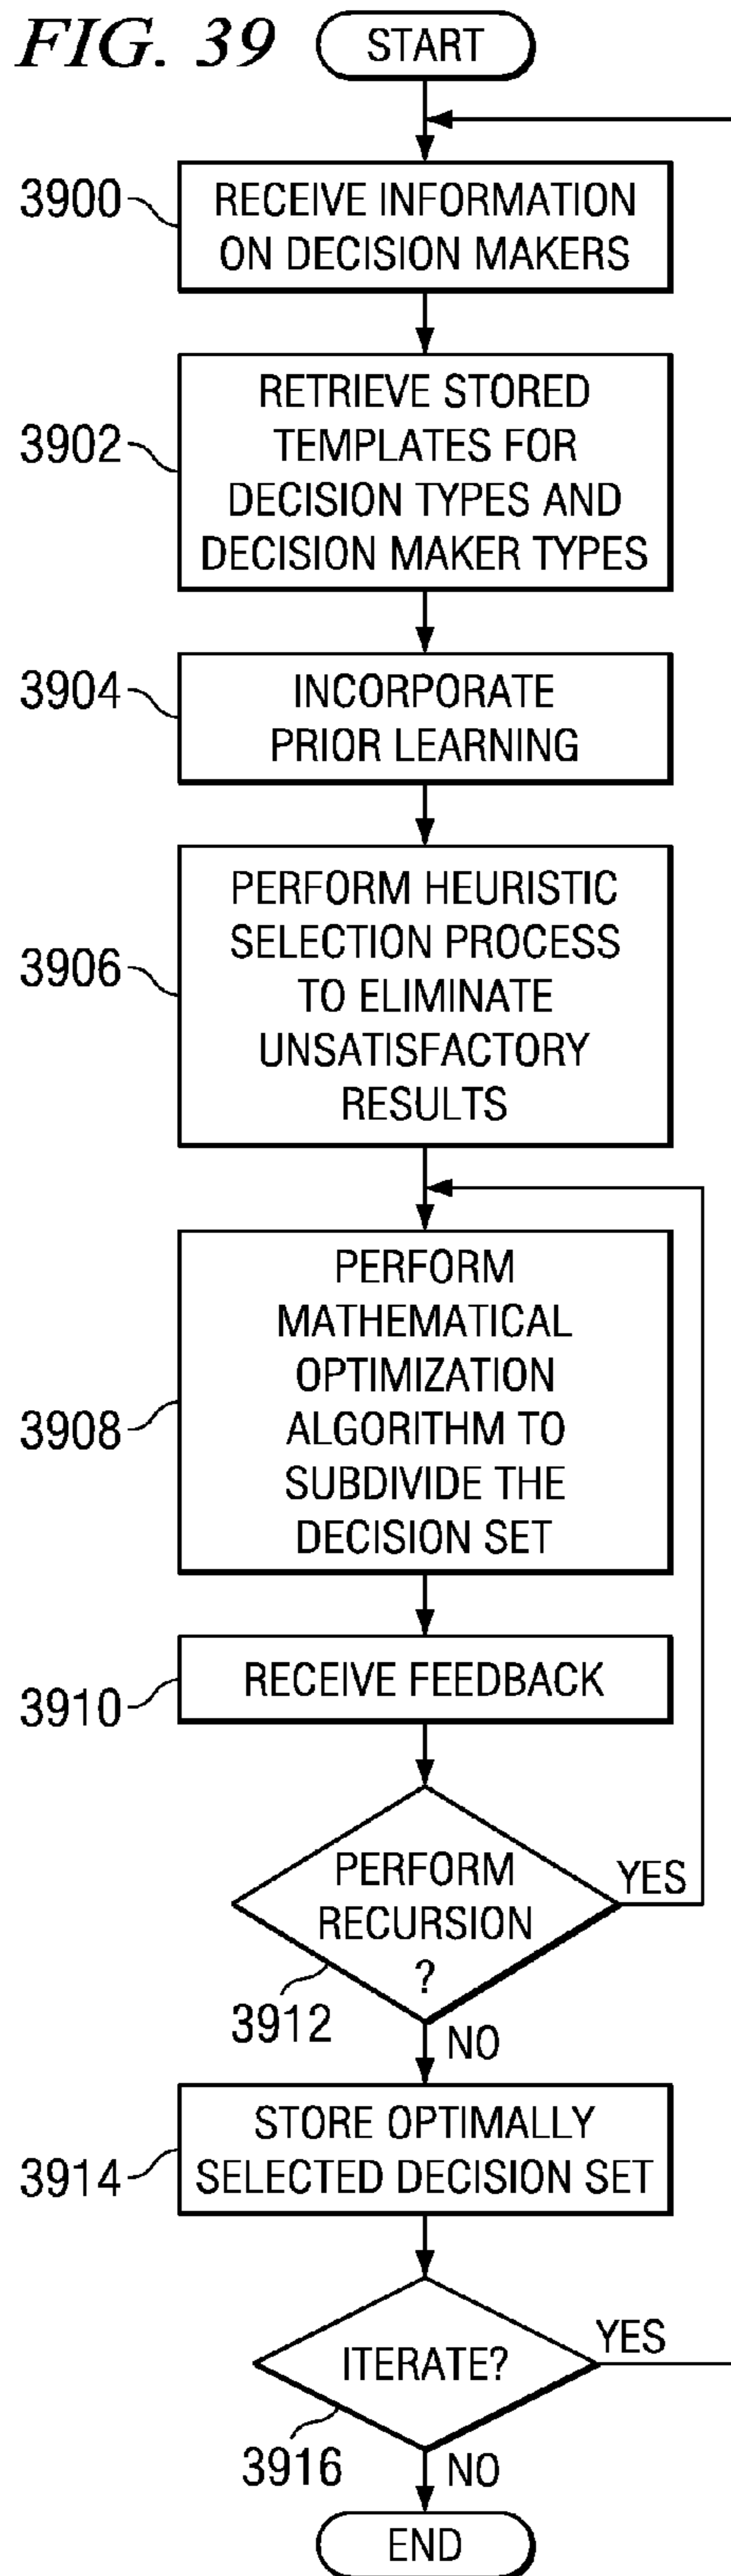 FIG. 39
START
3900
RECEIVE INFORMATION
ON DECISION MAKERS
3902
RETRIEVE STORED
TEMPLATES FOR
DECISION TYPES AND
DECISION MAKER TYPES
3904
INCORPORATE
PRIOR LEARNING
3906
PERFORM HEURISTIC
SELECTION PROCESS
TO ELIMINATE
UNSATISFACTORY
RESULTS
3908
PERFORM
MATHEMATICAL
OPTIMIZATION
ALGORITHM TO
SUBDIVIDE THE
DECISION SET
3910
RECEIVE FEEDBACK
PERFORM
RECURSION
?
YES
3912
NO
3914
STORE OPTIMALLY
SELECTED DECISION SET
ITERATE?
YES
3916
NO
END